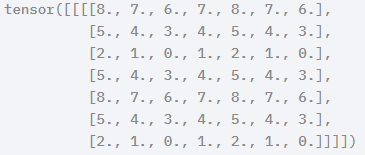 tensor([[[[8., 7., 6., 7., 8., 7., 6.],
[5., 4., 3., 4., 5., 4., 3.],
[2., 1., 0., 1., 2., 1., 0.],
[5., 4., 3., 4., 5., 4., 3.],
[8., 7., 6., 7., 8., 7., 6.],
[5., 4., 3., 4., 5., 4., 3.],
[2., 1., 0., 1., 2., 1., 0.]]]])